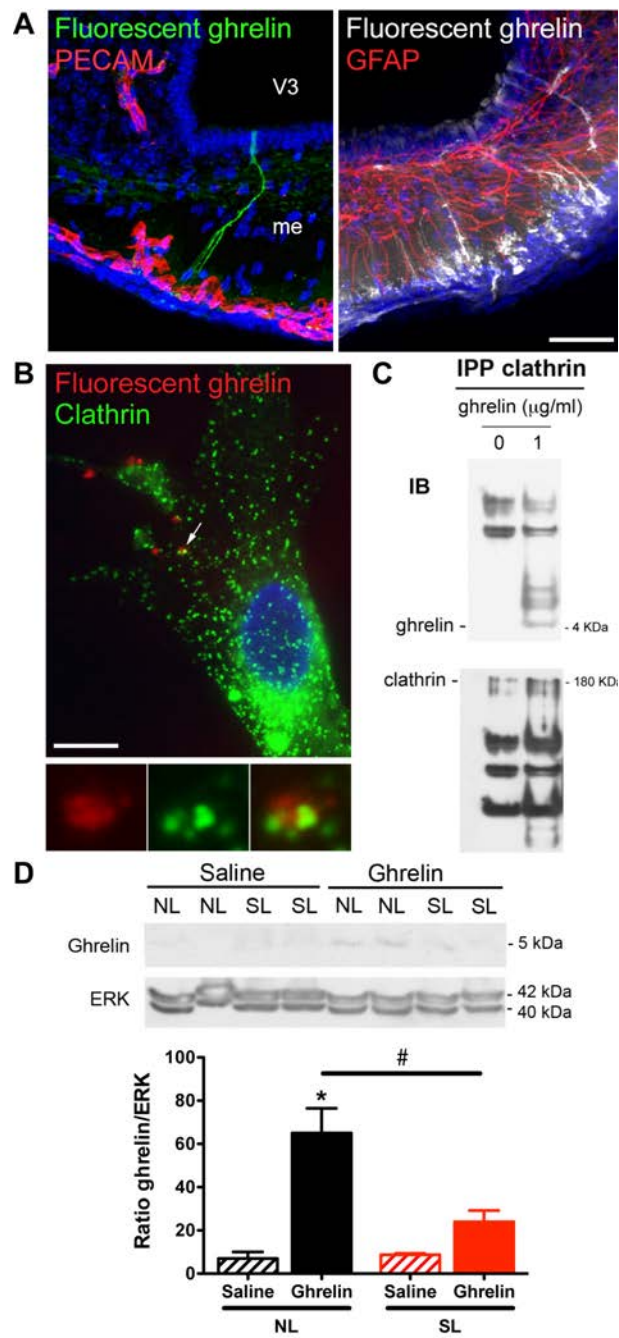 A
Fluorescent ghrelin
PECAM
V3
me
Fluorescent ghrelin
GFAP
B
Fluorescent ghrelin
Clathrin
C
IPP clathrin
ghrelin (µg/ml)
0 1
IB
ghrelin - - 4 KDa
clathrin - - 180 KDa
D
Saline Ghrelin
NL NL SL SL NL NL SL SL
Ghrelin - 5 kDa
ERK - 42 kDa
- 40 kDa
Ratio ghrelin/ERK
100
80
60
40
20
0
*
#
Saline Ghrelin Saline Ghrelin
NL SL